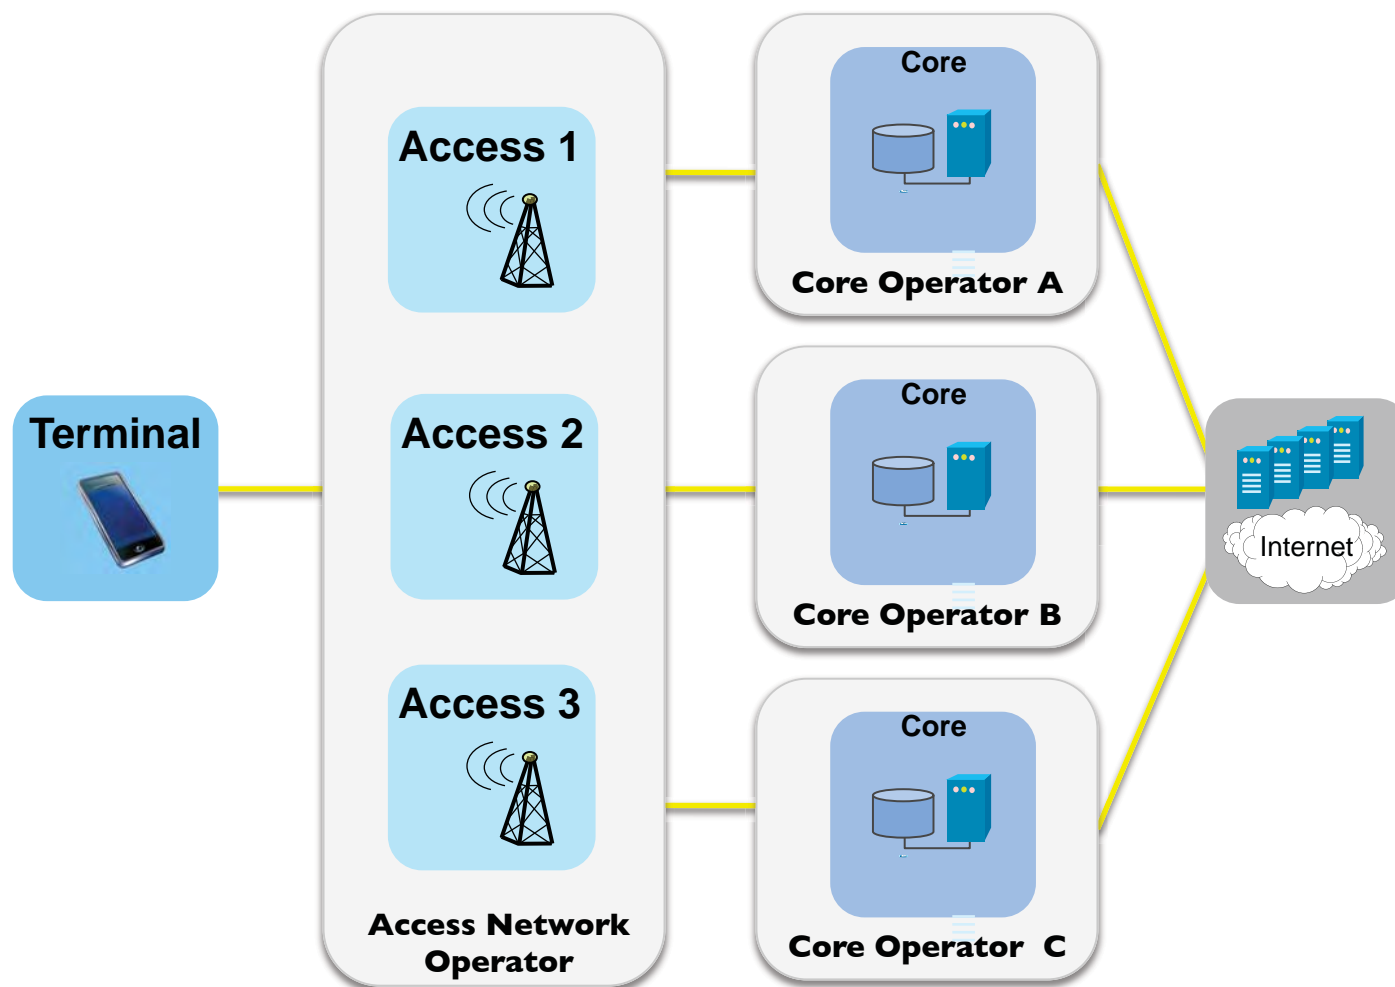 Terminal
Access 1
Access 2
Access 3
Access Network
Operator
Core
Core Operator A
Core
Core Operator B
Core
Core Operator C
Internet